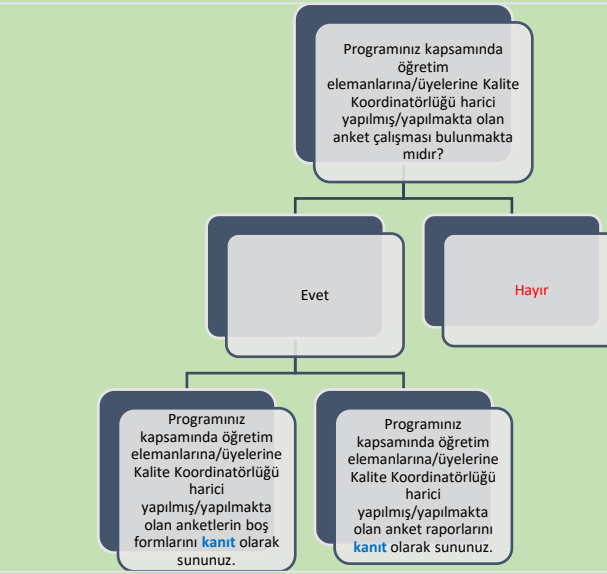 Programınız kapsamında
öğretim
elemanlarına/üyelerine Kalite
Koordinatörlüğü harici
yapılmış/yapılmakta olan
anket çalışması bulunmakta
mıdır?
Evet
Hayır
Programınız
kapsamında öğretim
elemanlarına/üyelerine
Kalite Koordinatörlüğü
harici
yapılmış/yapılmakta
olan anketlerin boş
formlarını kanıt olarak
sununuz.
Programınız
kapsamında öğretim
elemanlarına/üyelerine
Kalite Koordinatörlüğü
harici
yapılmış/yapılmakta
olan anket raporlarını
kanıt olarak sununuz.